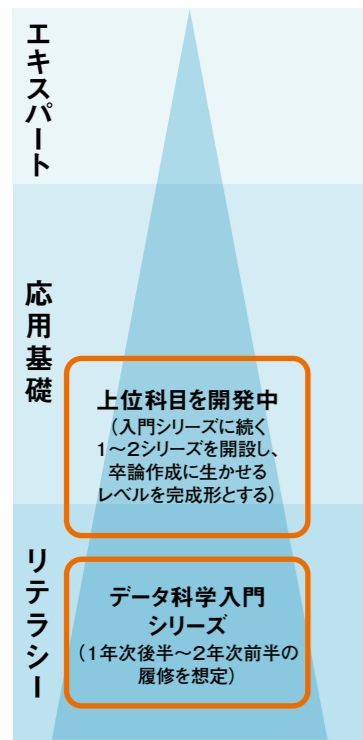 エキスパート
応用基礎
上位科目を開発中
（入門シリーズに続く
1〜2シリーズを開設し、
卒論作成に生かせる
レベルを完成形とする）
リテラシー
データ科学入門
シリーズ
（1年次後半〜2年次前半の
履修を想定）